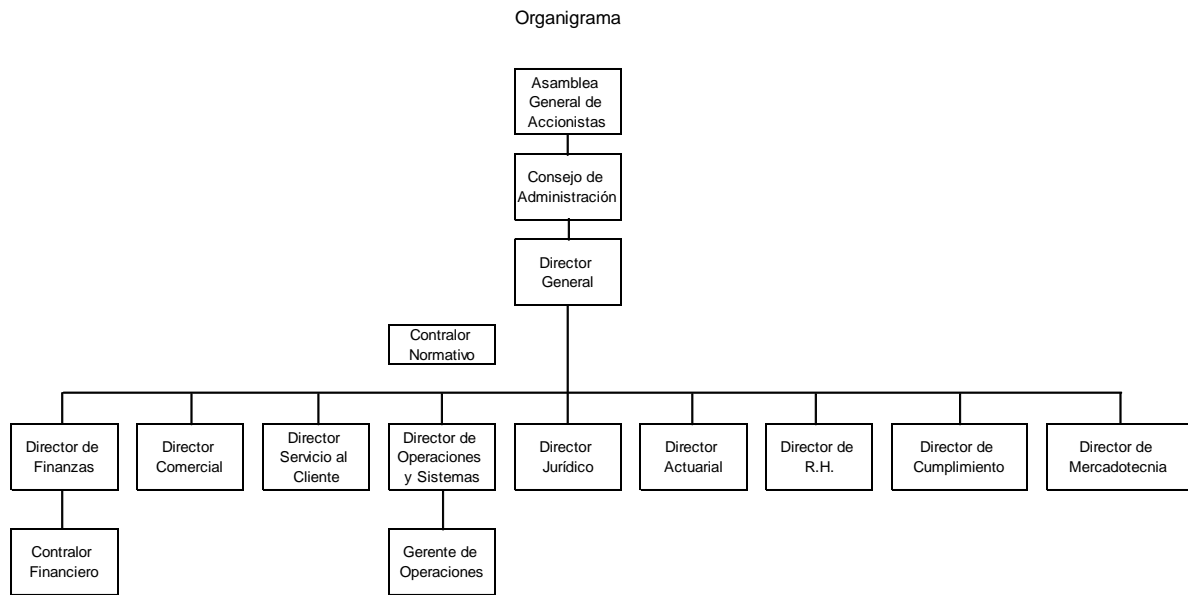 Organigrama
Asamblea
General de
Accionistas
Consejo de
Administración
Director
General
Contralor
Normativo
Director de
Finanzas
Director
Comercial
Director
Servicio al
Cliente
Director de
Operaciones
y Sistemas
Director
Jurídico
Director
Actuarial
Director de
R.H.
Director de
Cumplimiento
Director de
Mercadotecnia
Contralor
Financiero
Gerente de
Operaciones